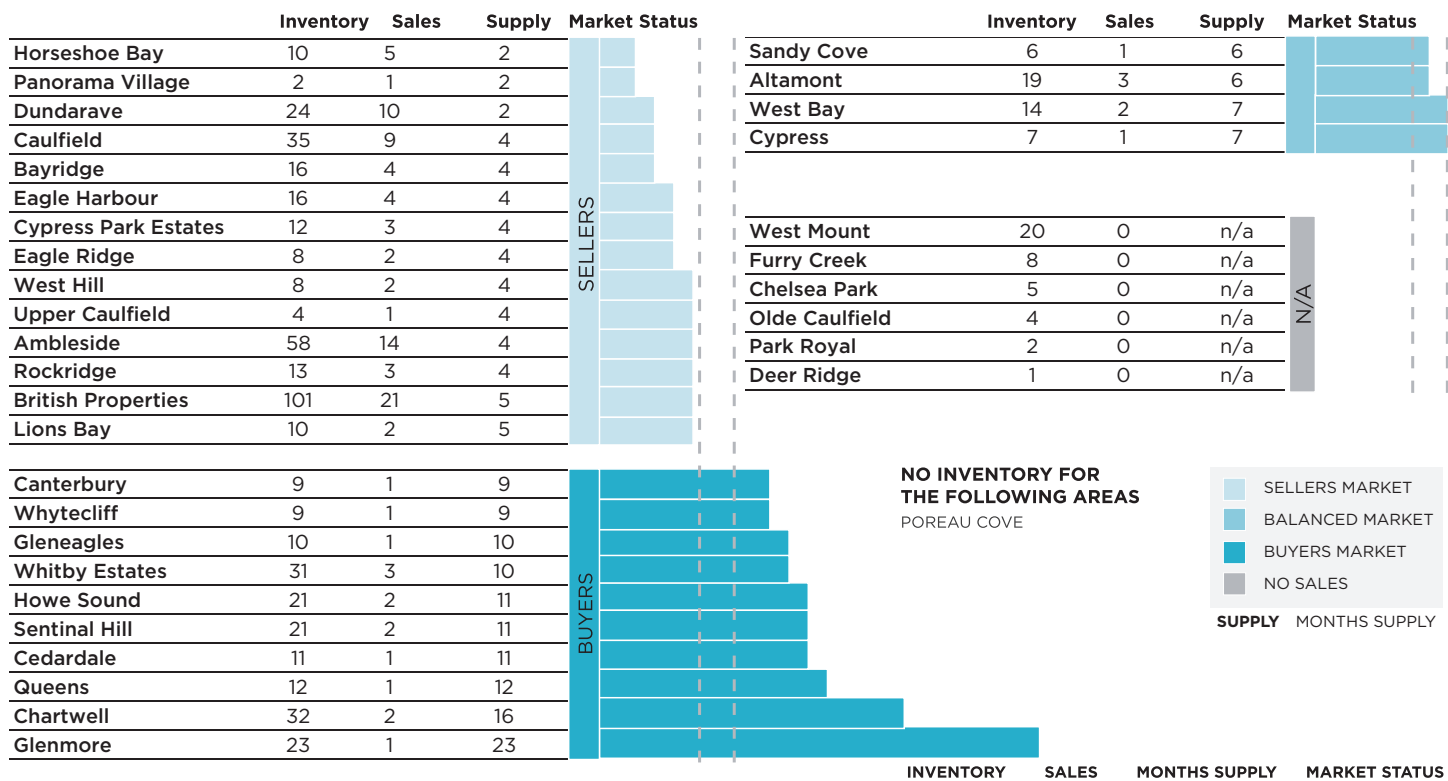 Inventory Sales Supply Market Status
Horseshoe Bay 10 5 2
Panorama Village 2 1 2
Dundarave 24 10 2
Caulfield 35 9 4
Bayridge 16 4 4
Eagle Harbour 16 4 4
Cypress Park Estates 12 3 4
Eagle Ridge 8 2 4
West Hill 8 2 4
Upper Caulfield 4 1 4
Ambleside 58 14 4
Rockridge 13 3 4
British Properties 101 21 5
Lions Bay 10 2 5
SELLERS
Canterbury 9 1 9
Whytecliff 9 1 9
Gleneagles 10 1 10
Whitby Estates 31 3 10
Howe Sound 21 2 11
Sentinal Hill 21 2 11
Cedardale 11 1 11
Queens 12 1 12
Chartwell 32 2 16
Glenmore 23 1 23
BUYERS
Inventory Sales Supply Market Status
Sandy Cove 6 1 6
Altamont 19 3 6
West Bay 14 2 7
Cypress 7 1 7
West Mount 20 0 n/a
Furry Creek 8 0 n/a
Chelsea Park 5 0 n/a
Olde Caulfield 4 0 n/a
Park Royal 2 0 n/a
Deer Ridge 1 0 n/a
N/A
NO INVENTORY FOR
THE FOLLOWING AREAS
POREAU COVE
SELLERS MARKET
BALANCED MARKET
BUYERS MARKET
NO SALES
SUPPLY MONTHS SUPPLY
INVENTORY SALES MONTHS SUPPLY MARKET STATUS